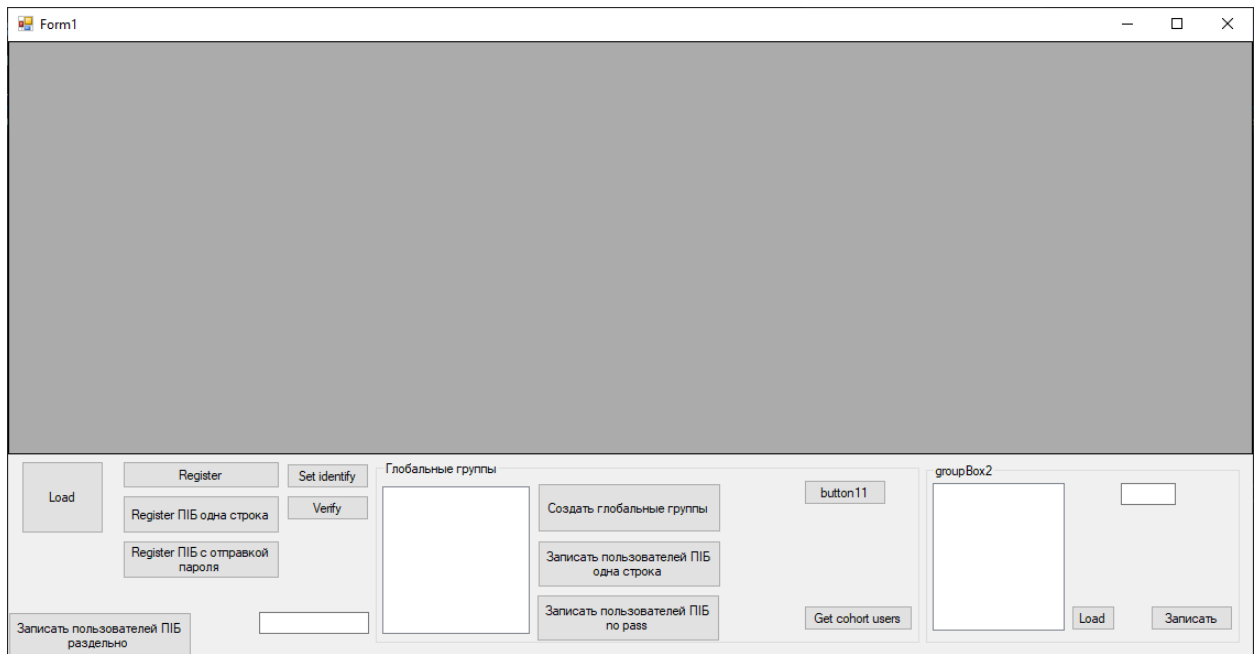 Form1
Load
Register
Register ПІБ одна строка
Register ПІБ с отправкой
пароля
Set identify
Verify
Записать пользователей ПІБ
раздельно
Глобальные группы
Создать глобальные группы
Записать пользователей ПІБ
одна строка
Записать пользователей ПІБ
no pass
button11
Get cohort users
groupBox2
Load
Записать